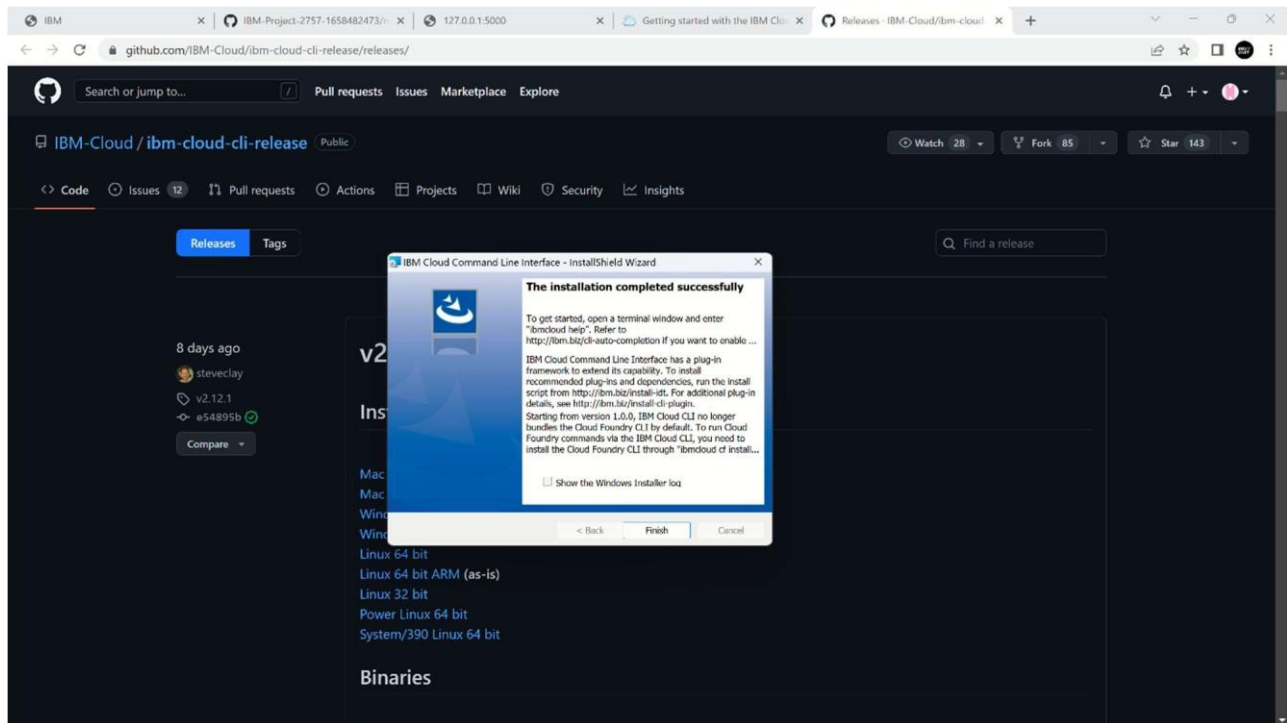 IBM
IBM-Project-2757-1658482473/
127.0.0.1:5000
Getting started with the IBM Clo
Releases · IBM-Cloud/ibm-cloud-
github.com/IBM-Cloud/ibm-cloud-cli-release/releases/
Search or jump to... /
Pull requests Issues Marketplace Explore
IBM-Cloud / ibm-cloud-cli-release Public
Watch 28
Fork 85
Star 143
<> Code Issues 12 Pull requests Actions Projects Wiki Security Insights
Releases Tags
Find a release
IBM Cloud Command Line Interface - InstallShield Wizard
The installation completed successfully
To get started, open a terminal window and enter
"ibmcloud help". Refer to
http://ibm.biz/cli-auto-completion if you want to enable ...
IBM Cloud Command Line Interface has a plug-in
framework to extend its capability. To install
recommended plug-ins and dependencies, run the install
script from http://ibm.biz/install-idt. For additional plug-in
details, see http://ibm.biz/install-cli-plugin.
Starting from version 1.0.0, IBM Cloud CLI no longer
bundles the Cloud Foundry CLI by default. To run Cloud
Foundry commands via the IBM Cloud CLI, you need to
install the Cloud Foundry CLI through "ibmcloud cf install...
Show the Windows Installer log
< Back Finish Cancel
8 days ago
steveclay
v2.12.1
e54895b
Compare
v2
Ins
Mac
Mac
Wind
Wind
Linux 64 bit
Linux 64 bit ARM (as-is)
Linux 32 bit
Power Linux 64 bit
System/390 Linux 64 bit
Binaries